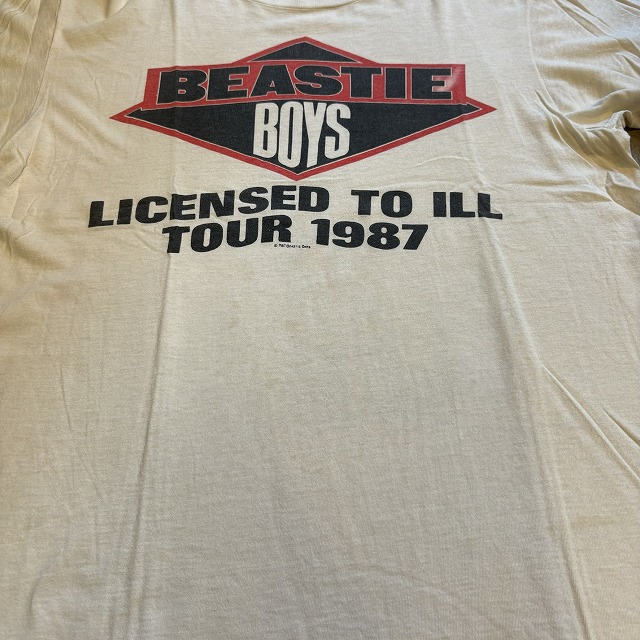 BEASTIE
BOYS
LICENSED TO ILL
TOUR 1987